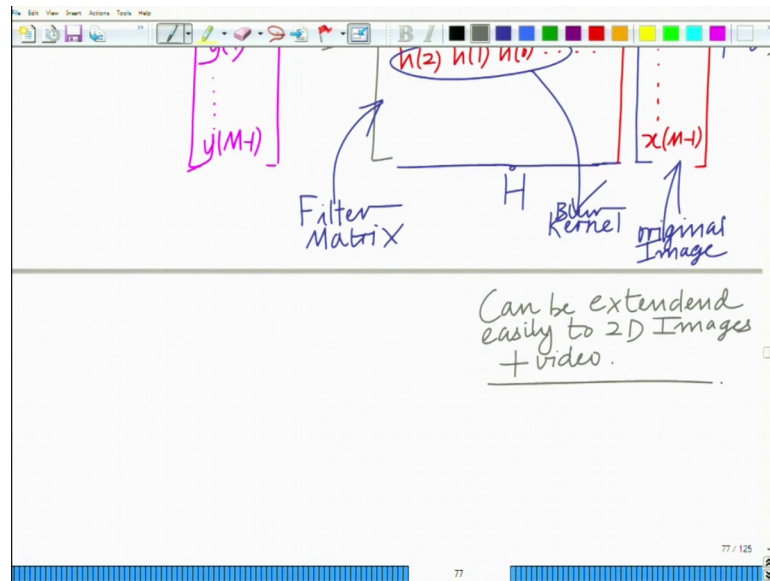 File Edit View Insert Actions Tools Help
B I
h(2) h(1) h(0) . . . . .
y(M-1)
x(M-1)
H
Filter
Matrix
Blur
Kernel
original
Image
Can be extendend
easily to 2D Images
+ video.
77 / 125
77